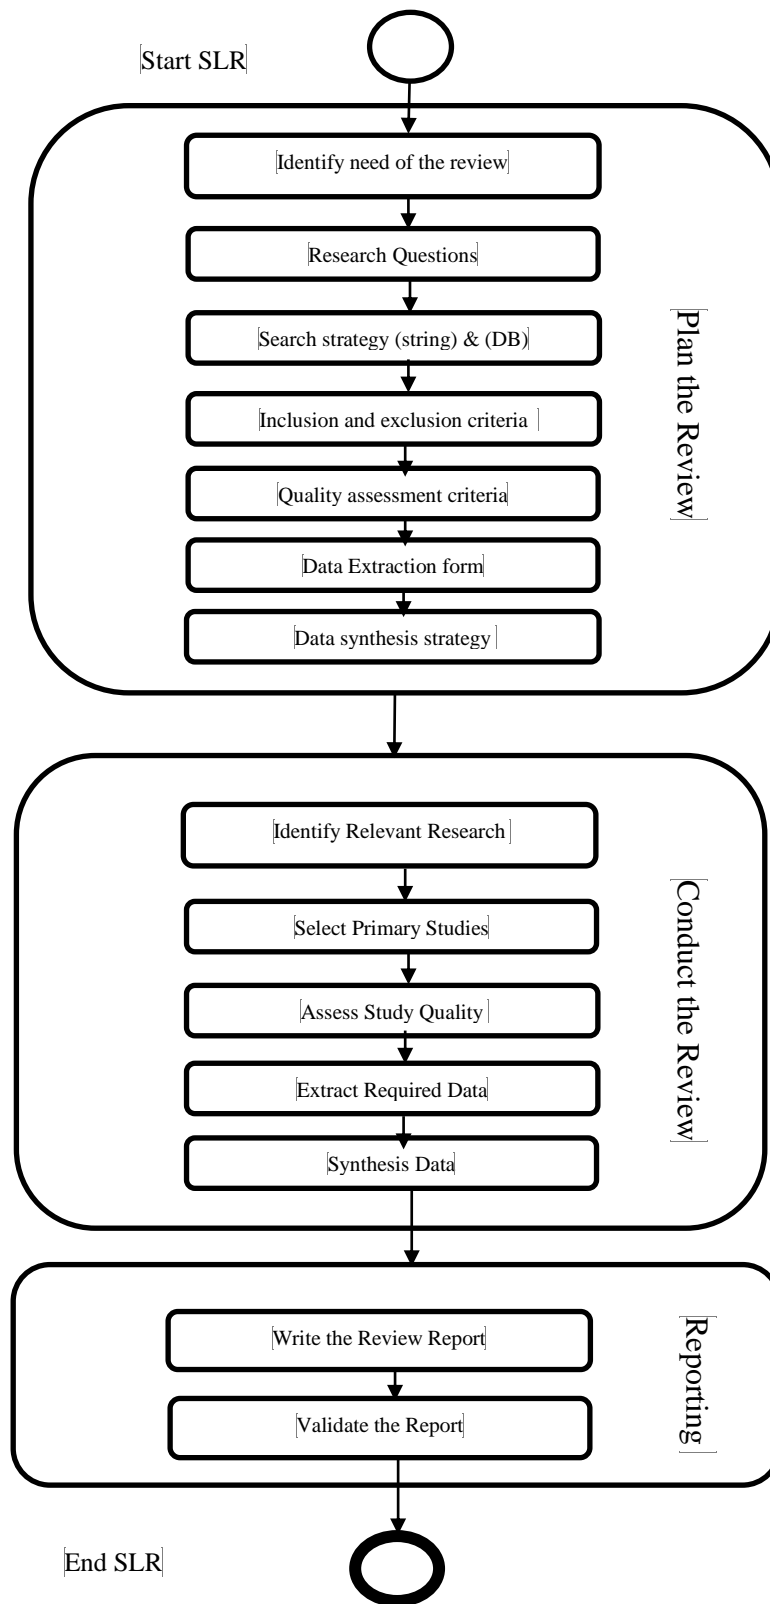 Start SLR
Identify need of the review
Research Questions
Search strategy (string) & (DB)
Inclusion and exclusion criteria
Quality assessment criteria
Data Extraction form
Data synthesis strategy
Plan the Review
Identify Relevant Research
Select Primary Studies
Assess Study Quality
Extract Required Data
Synthesis Data
Conduct the Review
Write the Review Report
Validate the Report
Reporting
End SLR